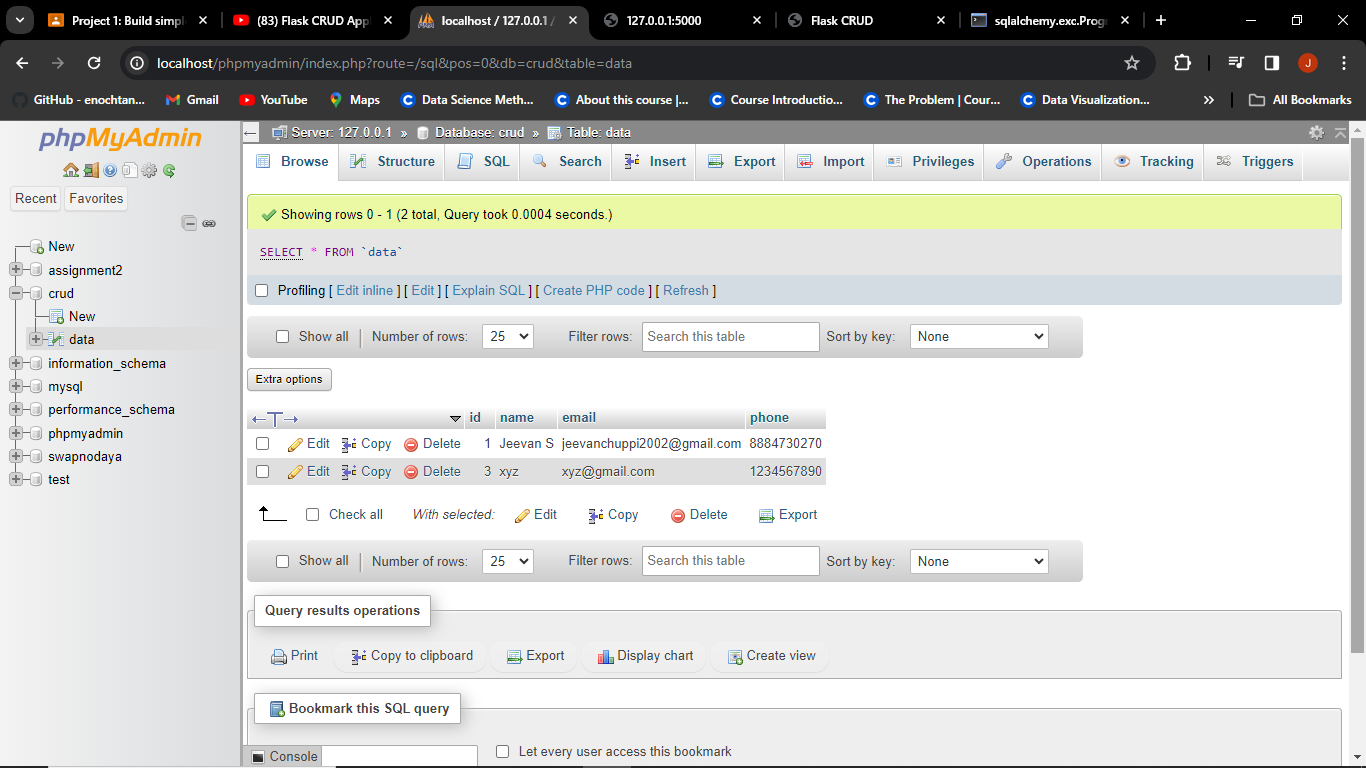 Project 1: Build simpl
(83) Flask CRUD Appl
localhost / 127.0.0.1 /
127.0.0.1:5000
Flask CRUD
sqlalchemy.exc.Prog
localhost/phpmyadmin/index.php?route=/sql&pos=0&db=crud&table=data
J
GitHub - enochtan...
Gmail
YouTube
Maps
Data Science Meth...
About this course |...
Course Introductio...
The Problem | Cour...
Data Visualization...
»
All Bookmarks
phpMyAdmin
Recent
Favorites
New
assignment2
crud
New
data
information_schema
mysql
performance_schema
phpmyadmin
swapnodaya
test
Server: 127.0.0.1 » Database: crud » Table: data
Browse
Structure
SQL
Search
Insert
Export
Import
Privileges
Operations
Tracking
Triggers
Showing rows 0 - 1 (2 total, Query took 0.0004 seconds.)
SELECT * FROM `data`
Profiling [ Edit inline ] [ Edit ] [ Explain SQL ] [ Create PHP code ] [ Refresh ]
Show all
Number of rows: 25
Filter rows: Search this table
Sort by key: None
Extra options
id name email phone
Edit Copy Delete 1 Jeevan S jeevanchuppi2002@gmail.com 8884730270
Edit Copy Delete 3 xyz xyz@gmail.com 1234567890
Check all With selected: Edit Copy Delete Export
Show all
Number of rows: 25
Filter rows: Search this table
Sort by key: None
Query results operations
Print
Copy to clipboard
Export
Display chart
Create view
Bookmark this SQL query
Console
Let every user access this bookmark